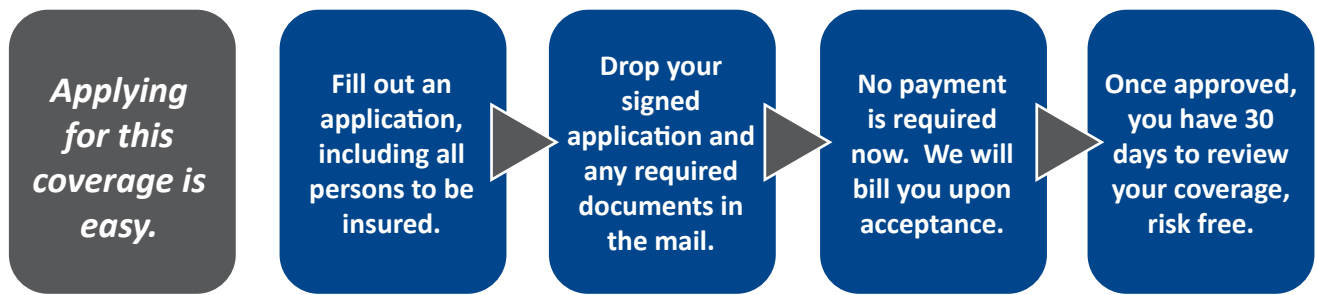 Applying
for this
coverage is
easy.
Fill out an
application,
including all
persons to be
insured.
Drop your
signed
application and
any required
documents in
the mail.
No payment
is required
now.  We will
bill you upon
acceptance.
Once approved,
you have 30
days to review
your coverage,
risk free.